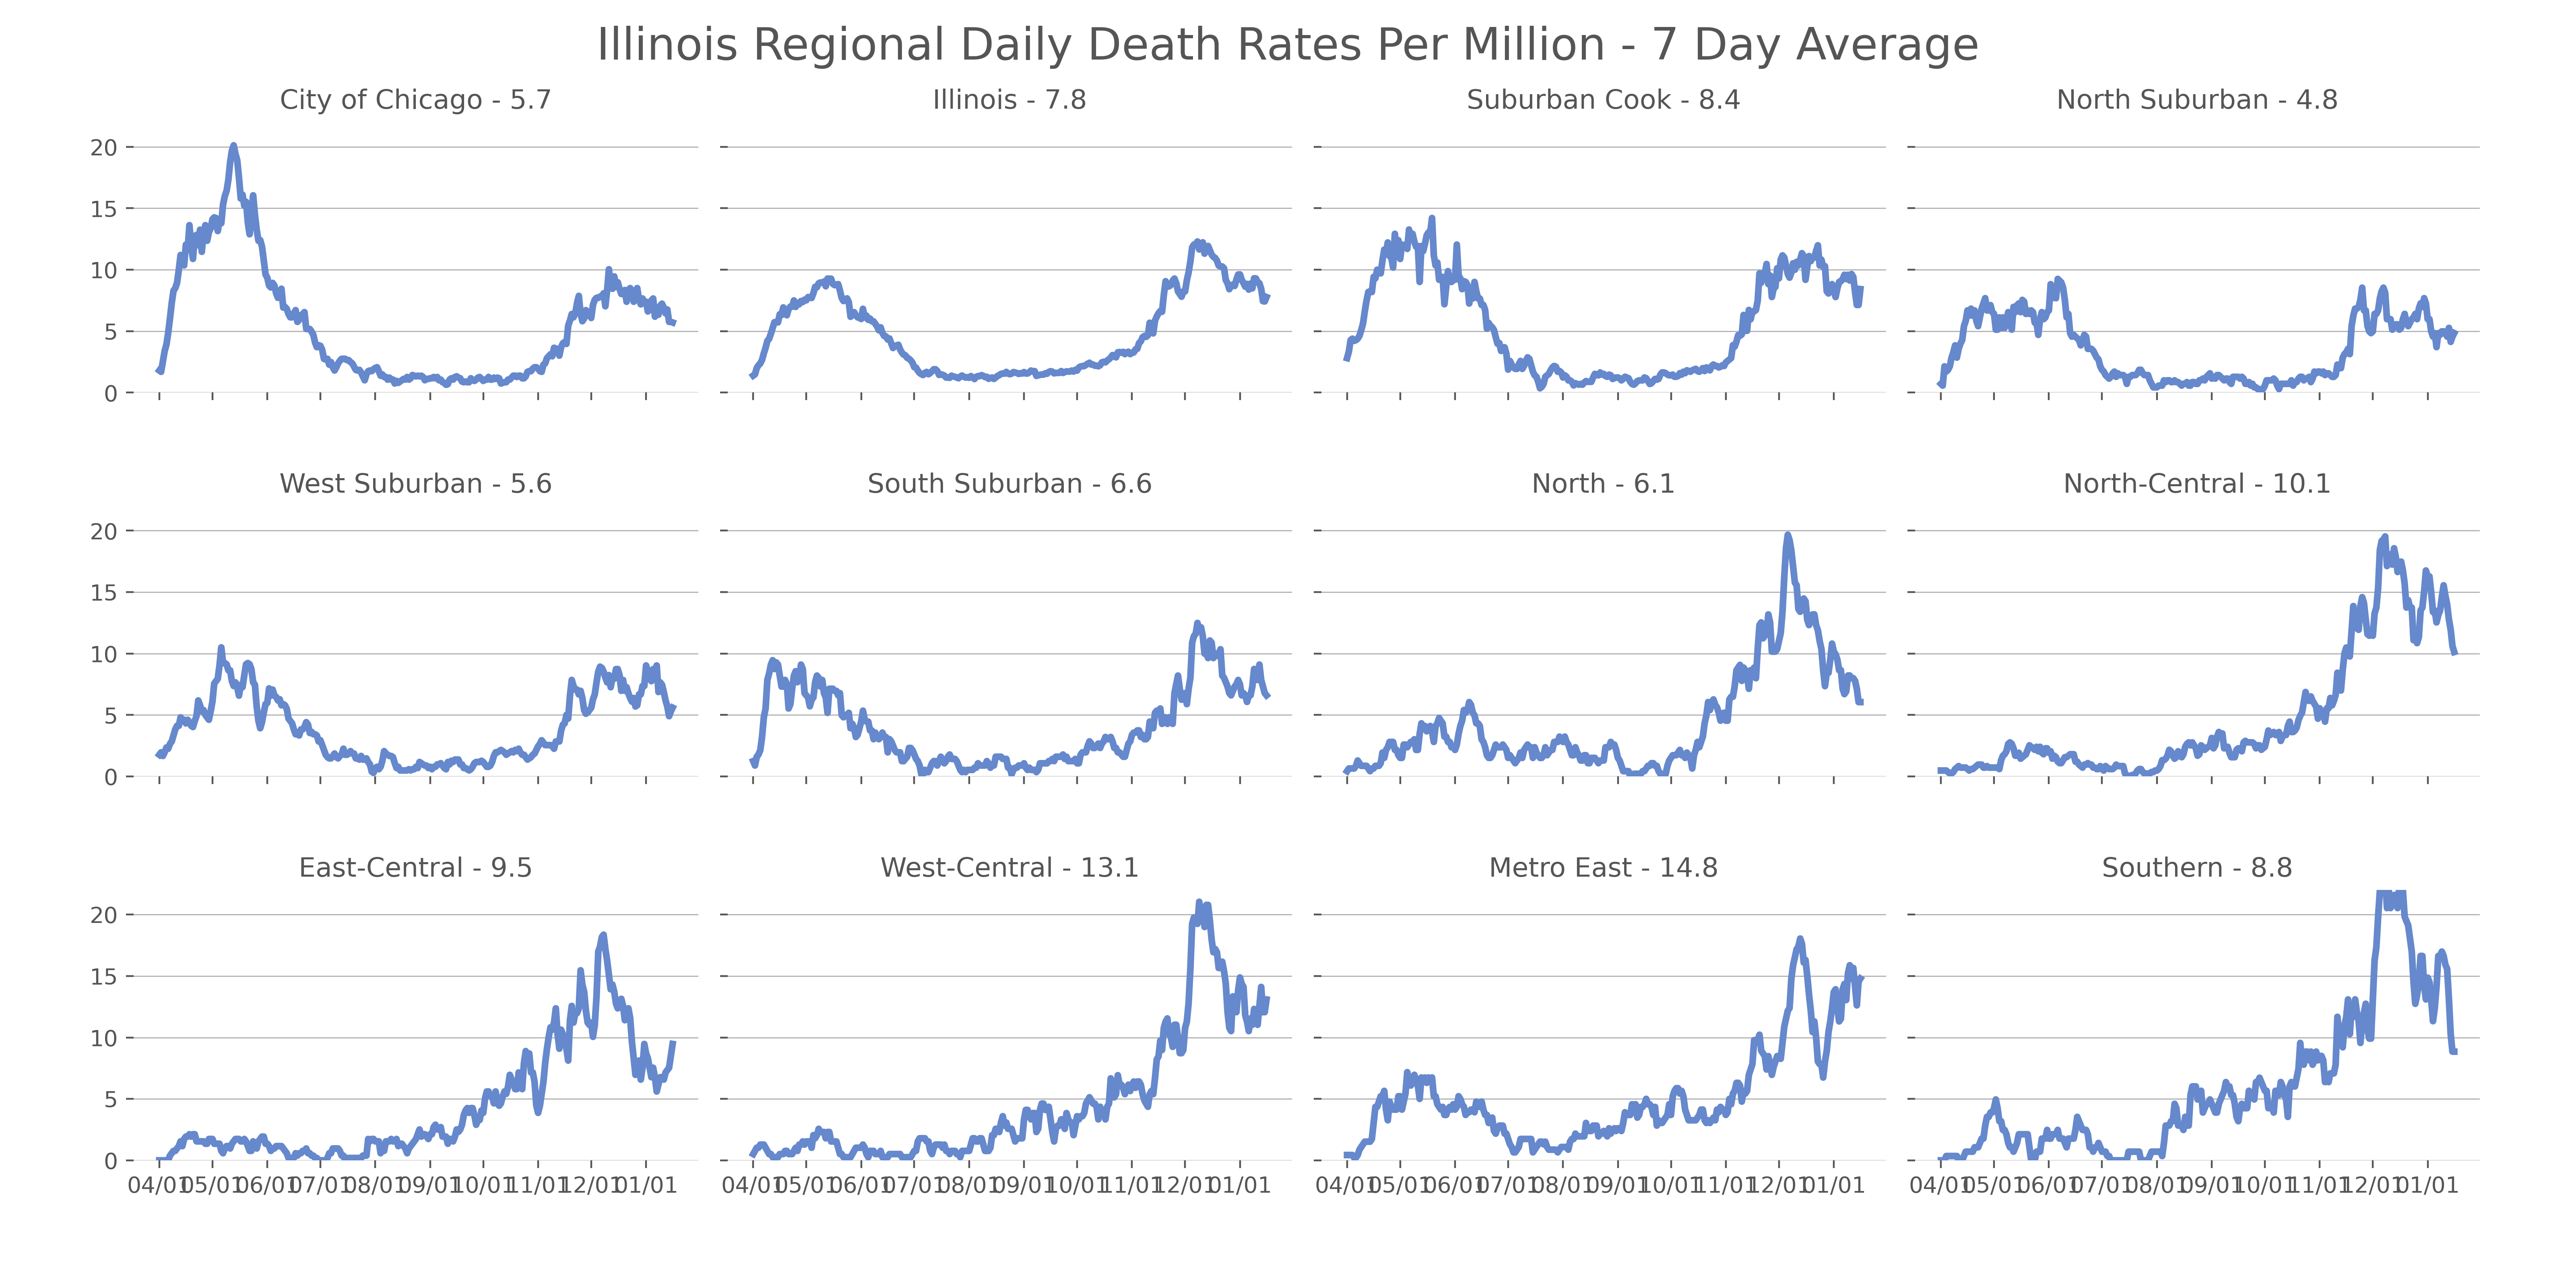 Illinois Regional Daily Death Rates Per Million - 7 Day Average
City of Chicago - 5.7
Illinois - 7.8
Suburban Cook - 8.4
North Suburban - 4.8
20
15
10
5
0
West Suburban - 5.6
South Suburban - 6.6
North - 6.1
North-Central - 10.1
20
15
10
5
0
East-Central - 9.5
West-Central - 13.1
Metro East - 14.8
Southern - 8.8
20
15
10
5
0
04/01 05/01 06/01 07/01 08/01 09/01 10/01 11/01 12/01 01/01
04/01 05/01 06/01 07/01 08/01 09/01 10/01 11/01 12/01 01/01
04/01 05/01 06/01 07/01 08/01 09/01 10/01 11/01 12/01 01/01
04/01 05/01 06/01 07/01 08/01 09/01 10/01 11/01 12/01 01/01